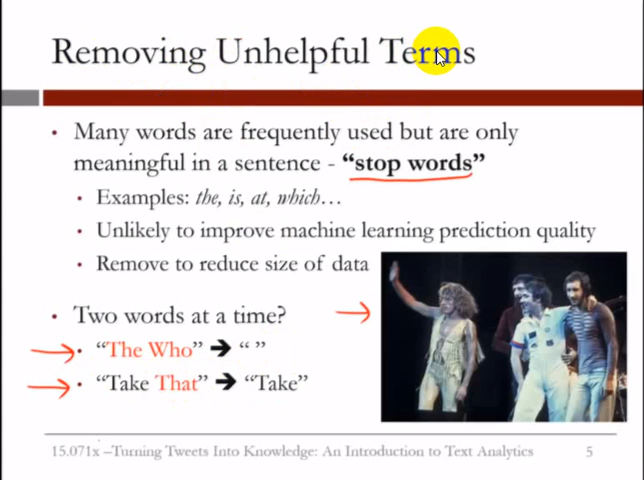 Removing Unhelpful Terms
• Many words are frequently used but are only
meaningful in a sentence - “stop words”
• Examples: the, is, at, which…
• Unlikely to improve machine learning prediction quality
• Remove to reduce size of data
• Two words at a time?
• “The Who” ➔ “ ”
• “Take That” ➔ “Take”
15.071x –Turning Tweets Into Knowledge: An Introduction to Text Analytics 5